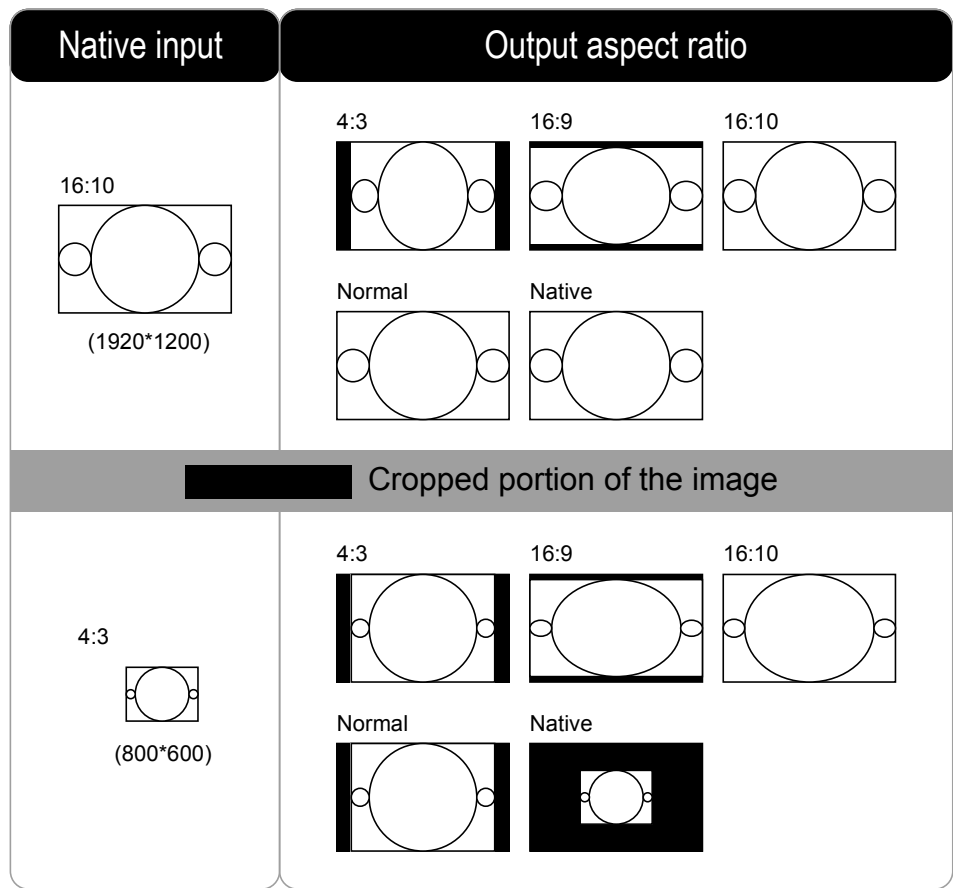 Native input
Output aspect ratio
16:10
(1920*1200)
4:3
16:9
16:10
Normal
Native
Cropped portion of the image
4:3
(800*600)
4:3
16:9
16:10
Normal
Native